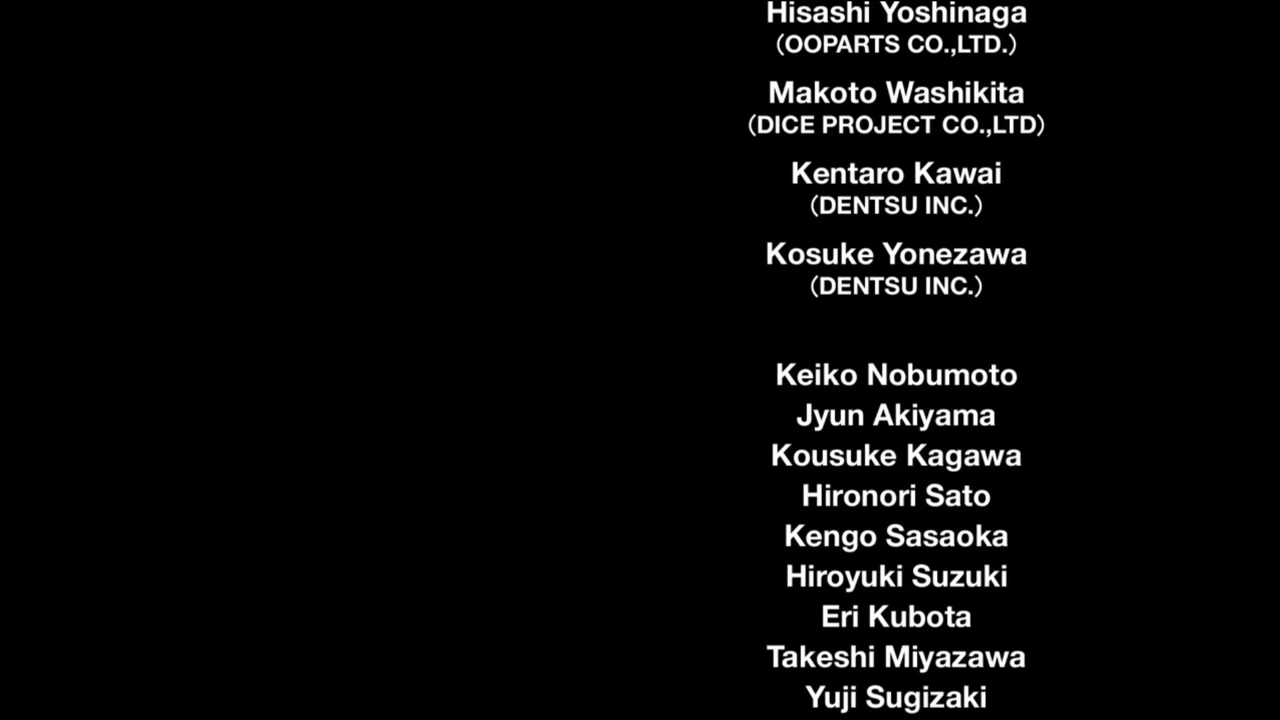 Hisashi Yoshinaga
（OOPARTS CO.,LTD.）
Makoto Washikita
（DICE PROJECT CO.,LTD）
Kentaro Kawai
（DENTSU INC.）
Kosuke Yonezawa
（DENTSU INC.）
Keiko Nobumoto
Jyun Akiyama
Kousuke Kagawa
Hironori Sato
Kengo Sasaoka
Hiroyuki Suzuki
Eri Kubota
Takeshi Miyazawa
Yuji Sugizaki